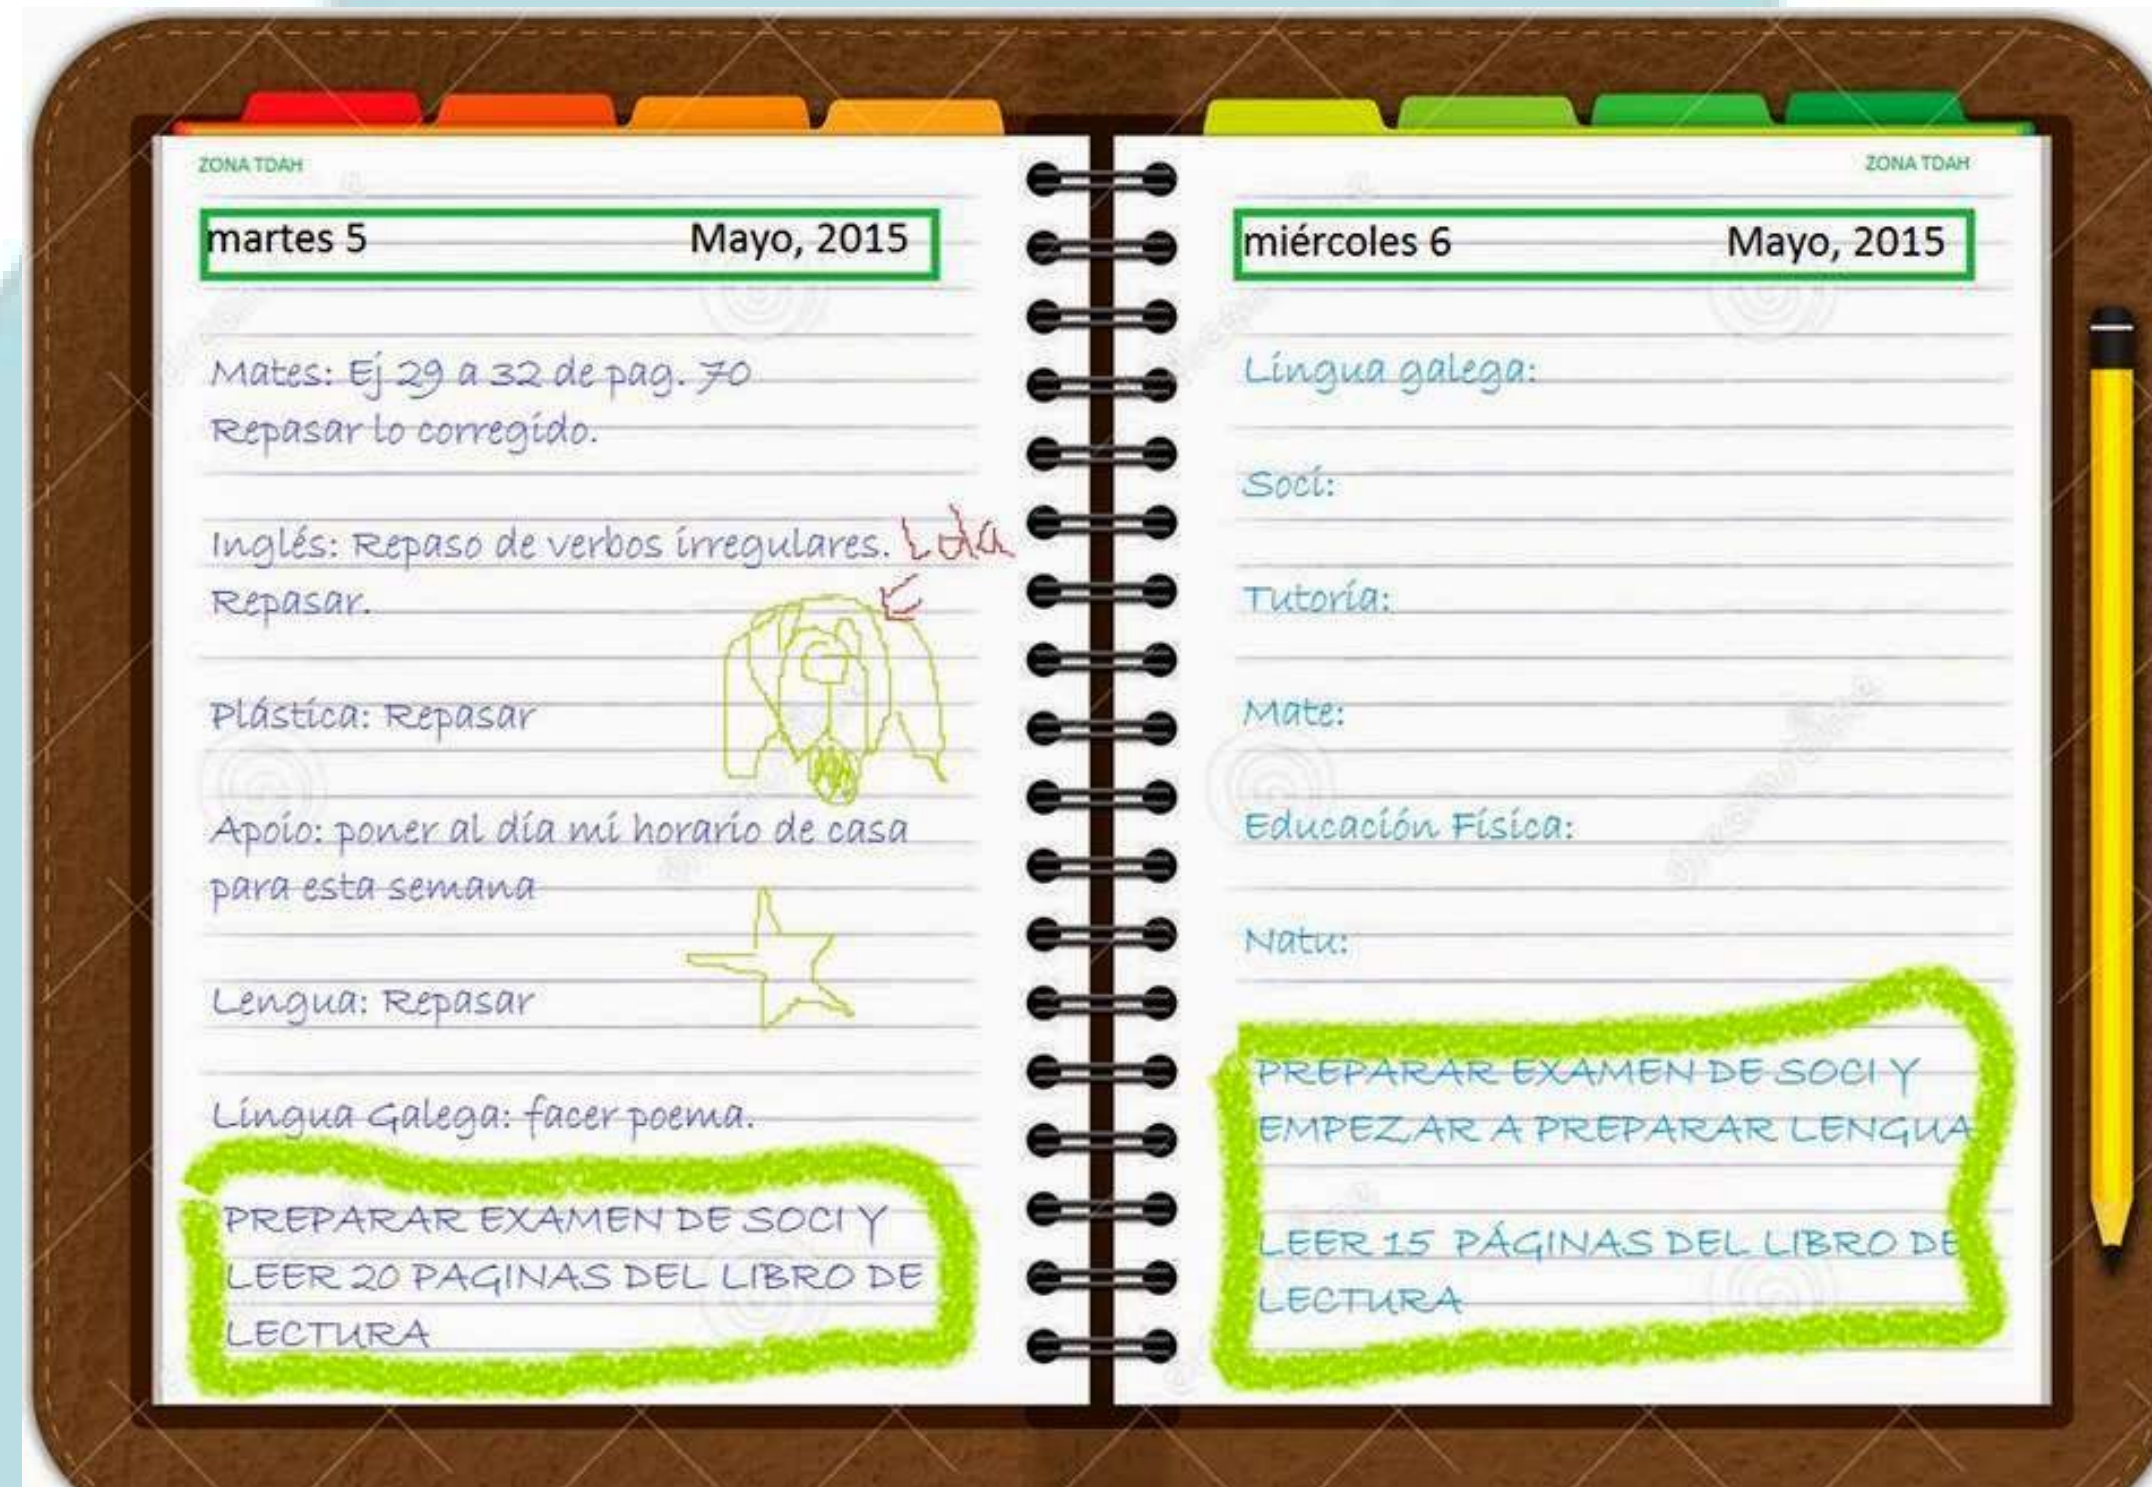 ZONA TDAH
martes 5 Mayo, 2015
Mates: Ej 29 a 32 de pag. 70
Repasar lo corregido.
Inglés: Repaso de verbos irregulares.
Repasar.
Plástica: Repasar
Apoio: poner al día mi horario de casa
para esta semana
Lengua: Repasar
Lingua Galega: facer poema.
PREPARAR EXAMEN DE SOCI Y
LEER 20 PAGINAS DEL LIBRO DE
LECTURA
ZONA TDAH
miércoles 6 Mayo, 2015
Lingua galega:
Soci:
Tutoría:
Mate:
Educación Física:
Natu:
PREPARAR EXAMEN DE SOCI Y
EMPEZAR A PREPARAR LENGUA
LEER 15 PÁGINAS DEL LIBRO DE
LECTURA